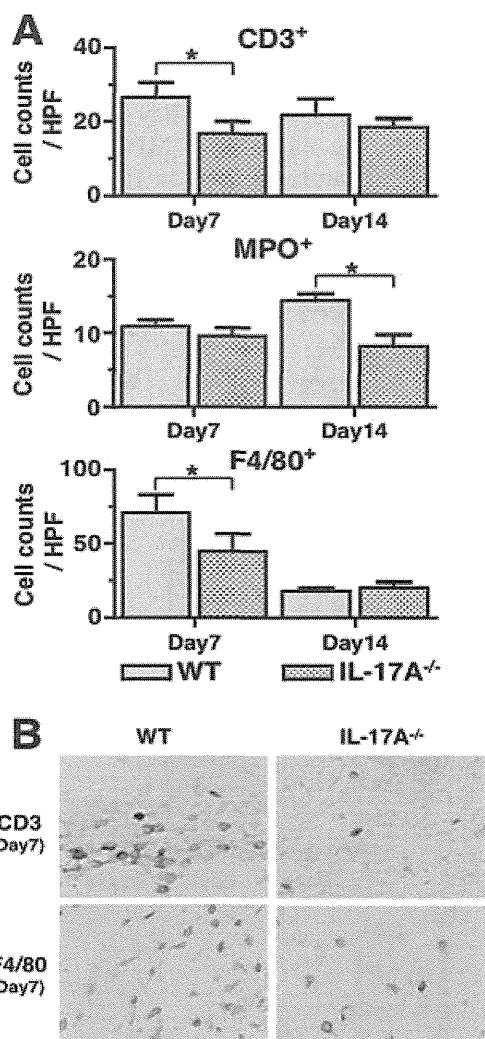 A
CD3+
Cell counts
/ HPF
40
20
0
*
Day7
Day14
MPO+
Cell counts
/ HPF
20
10
0
*
Day7
Day14
F4/80+
Cell counts
/ HPF
100
50
0
*
Day7
Day14
WT
IL-17A-/-
B
WT
IL-17A-/-
CD3
Day7)
F4/80
Day7)